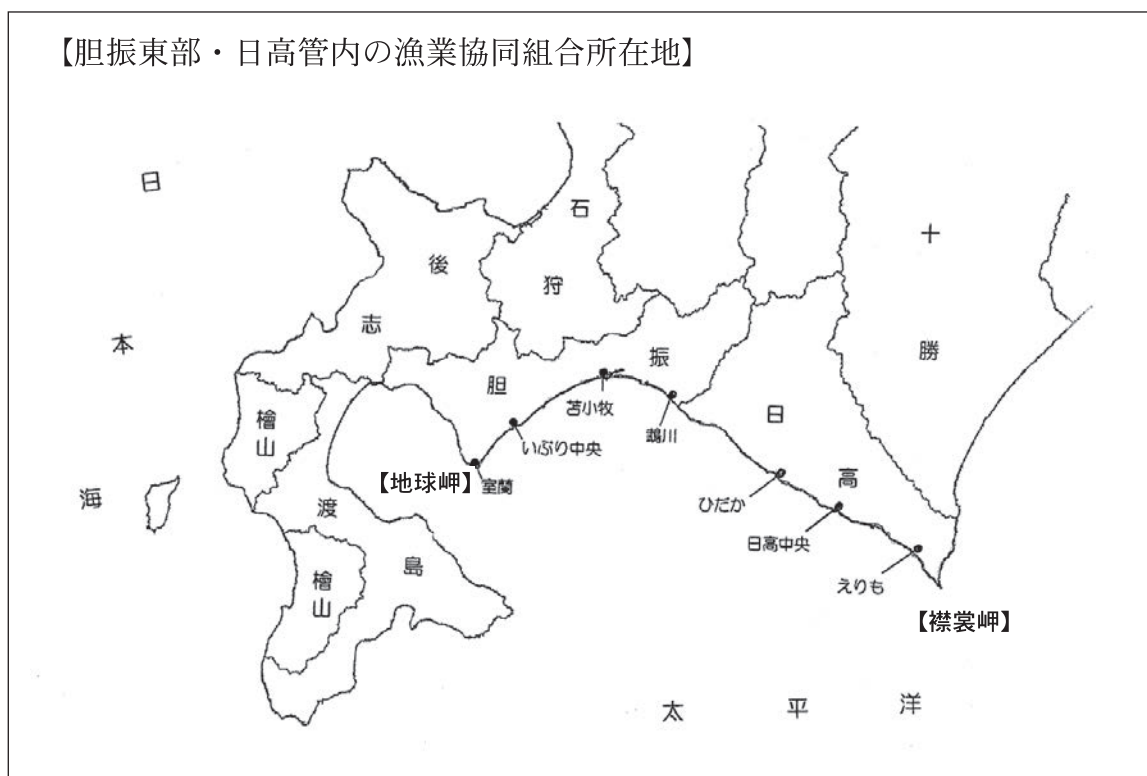 【胆振東部・日高管内の漁業協同組合所在地】
日本海
石狩
後志
十勝
胆振
日高
檜山
渡島
檜山
苫小牧
鵡川
いぶり中央
室蘭
【地球岬】
ひだか
日高中央
えりも
【襟裳岬】
太平洋